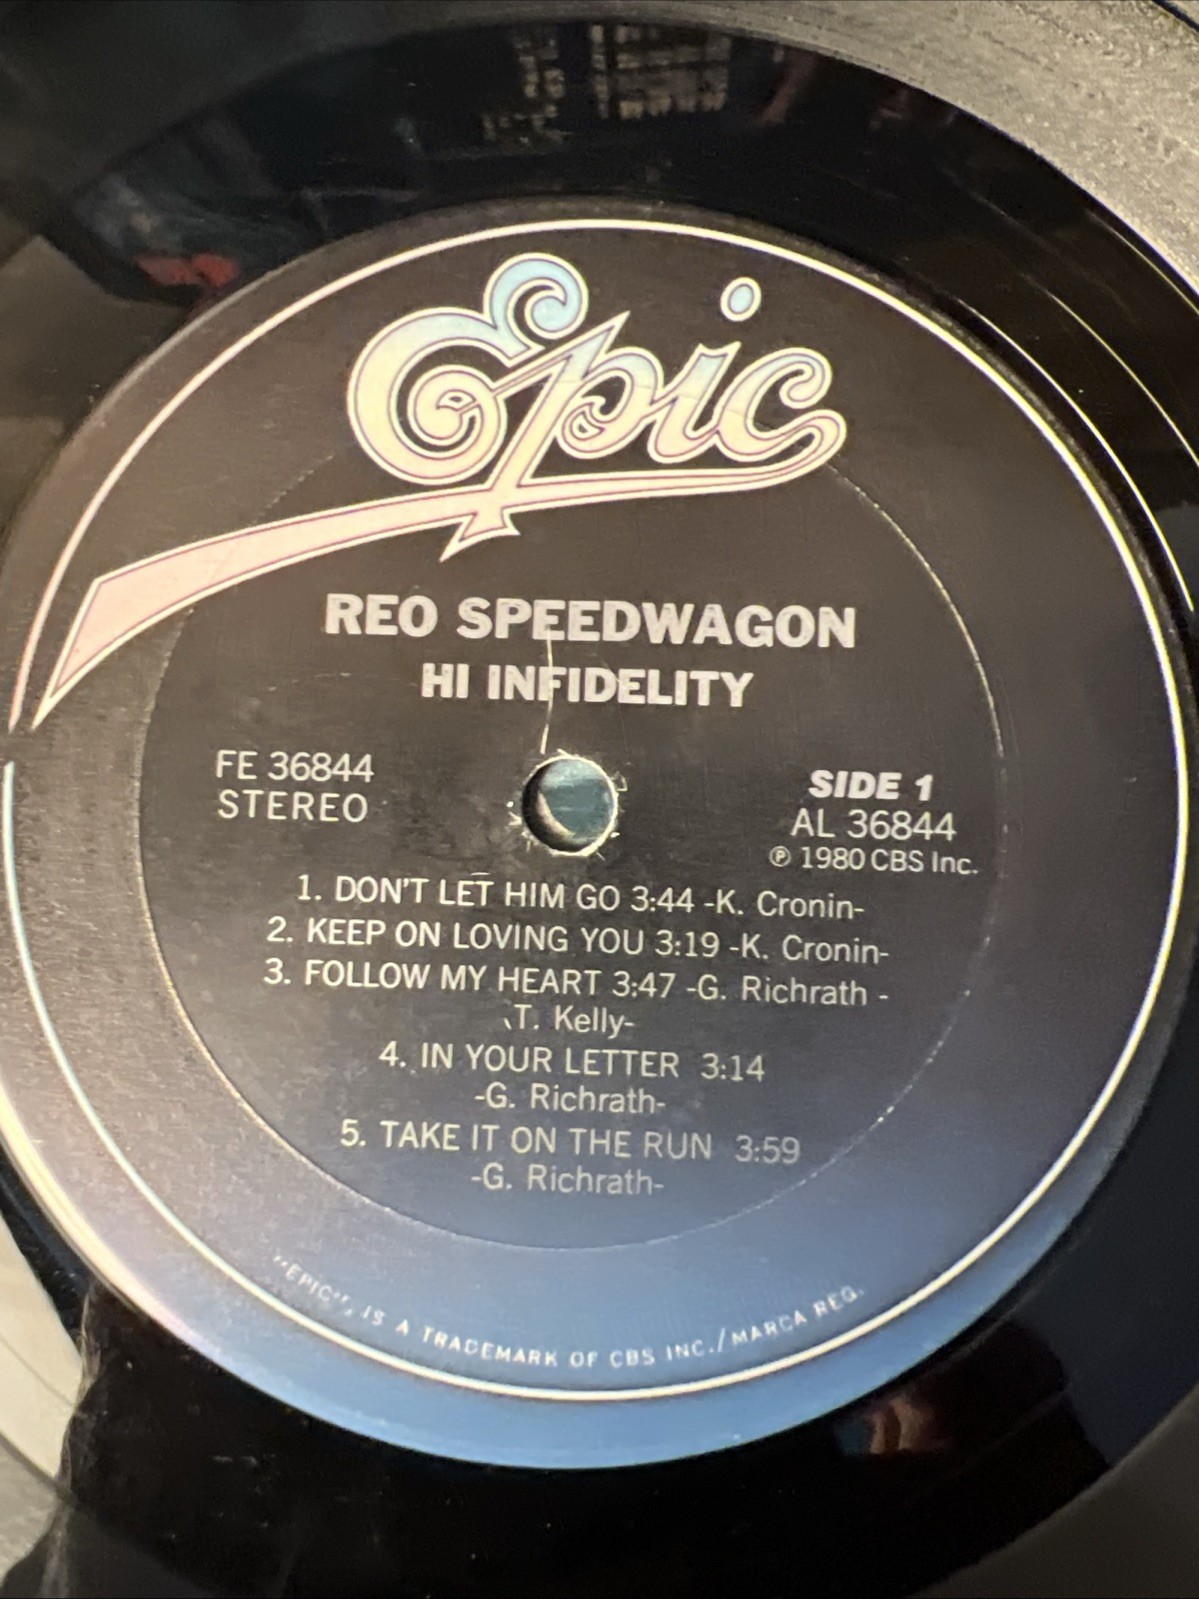 Epic
REO SPEEDWAGON
HI INFIDELITY
FE 36844
STEREO
SIDE 1
AL 36844
℗ 1980 CBS Inc.
1. DON'T LET HIM GO 3:44 -K. Cronin-
2. KEEP ON LOVING YOU 3:19 -K. Cronin-
3. FOLLOW MY HEART 3:47 -G. Richrath -
T. Kelly-
4. IN YOUR LETTER 3:14
-G. Richrath-
5. TAKE IT ON THE RUN 3:59
-G. Richrath-
"EPIC", IS A TRADEMARK OF CBS INC./MARCA REG.